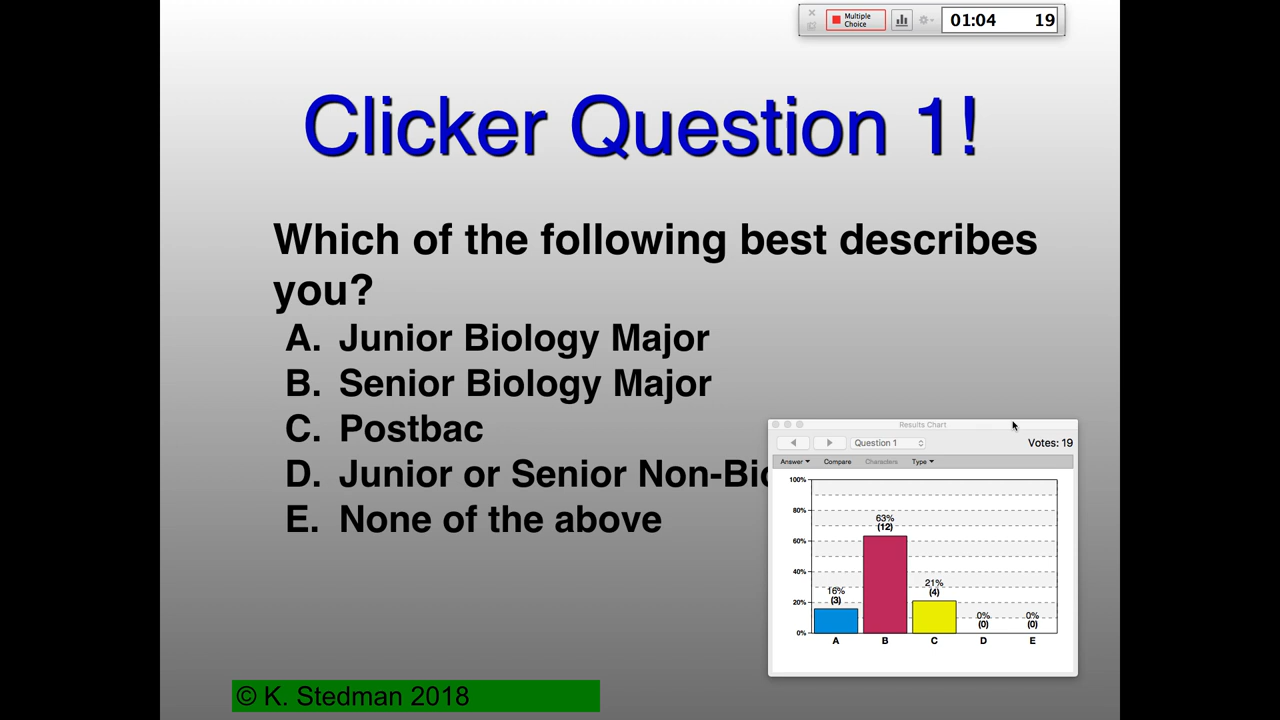 Multiple
Choice
01:04 19
Clicker Question 1!
Which of the following best describes
you?
A. Junior Biology Major
B. Senior Biology Major
C. Postbac
D. Junior or Senior Non-Bio
E. None of the above
Results Chart
Question 1
Votes: 19
Answer Compare Characters Type
100%
80%
60%
40%
20%
0%
16%
(3)
63%
(12)
21%
(4)
0%
(0)
0%
(0)
A B C D E
© K. Stedman 2018